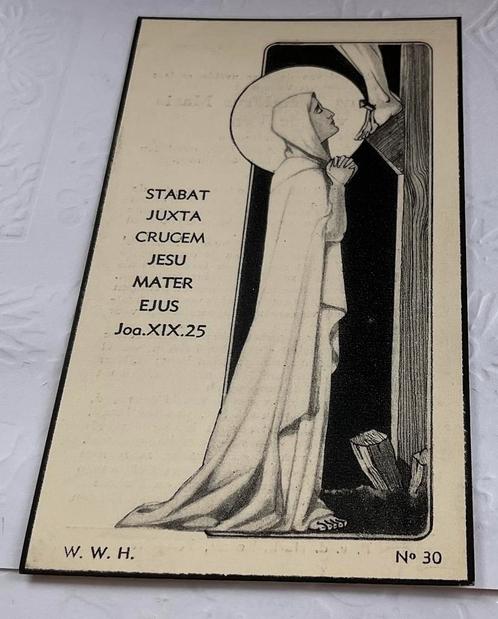 STABAT
JUXTA
CRUCEM
JESU
MATER
EJUS
Joa.XIX.25
W. W. H.
Nº 30